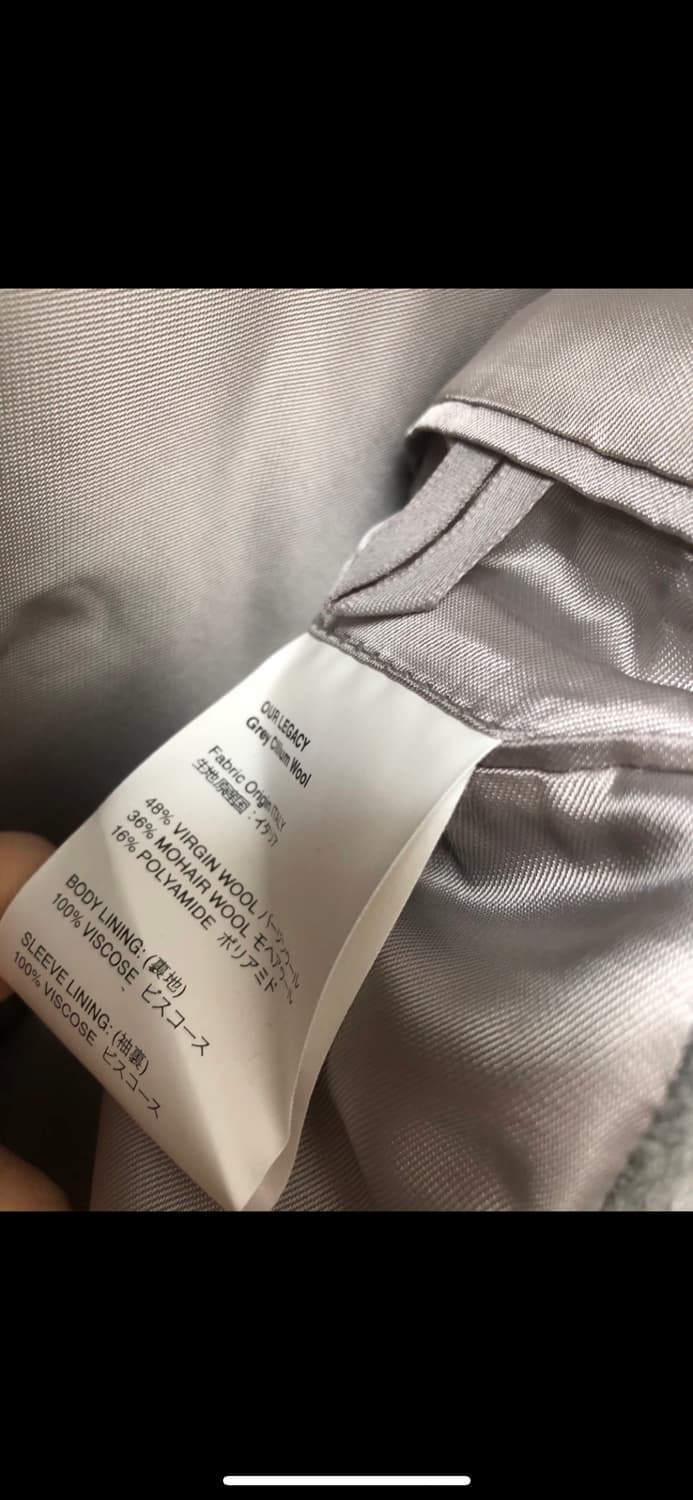 OUR LEGACY
Grey Cilium Wool
Fabric Origin ITALY
生地原産国 : イタリア
48% VIRGIN WOOL バージンウール
36% MOHAIR WOOL モヘアウール
16% POLYAMIDE ポリアミド
BODY LINING: (裏地)
100% VISCOSE ビスコース
SLEEVE LINING: (袖裏)
100% VISCOSE ビスコース